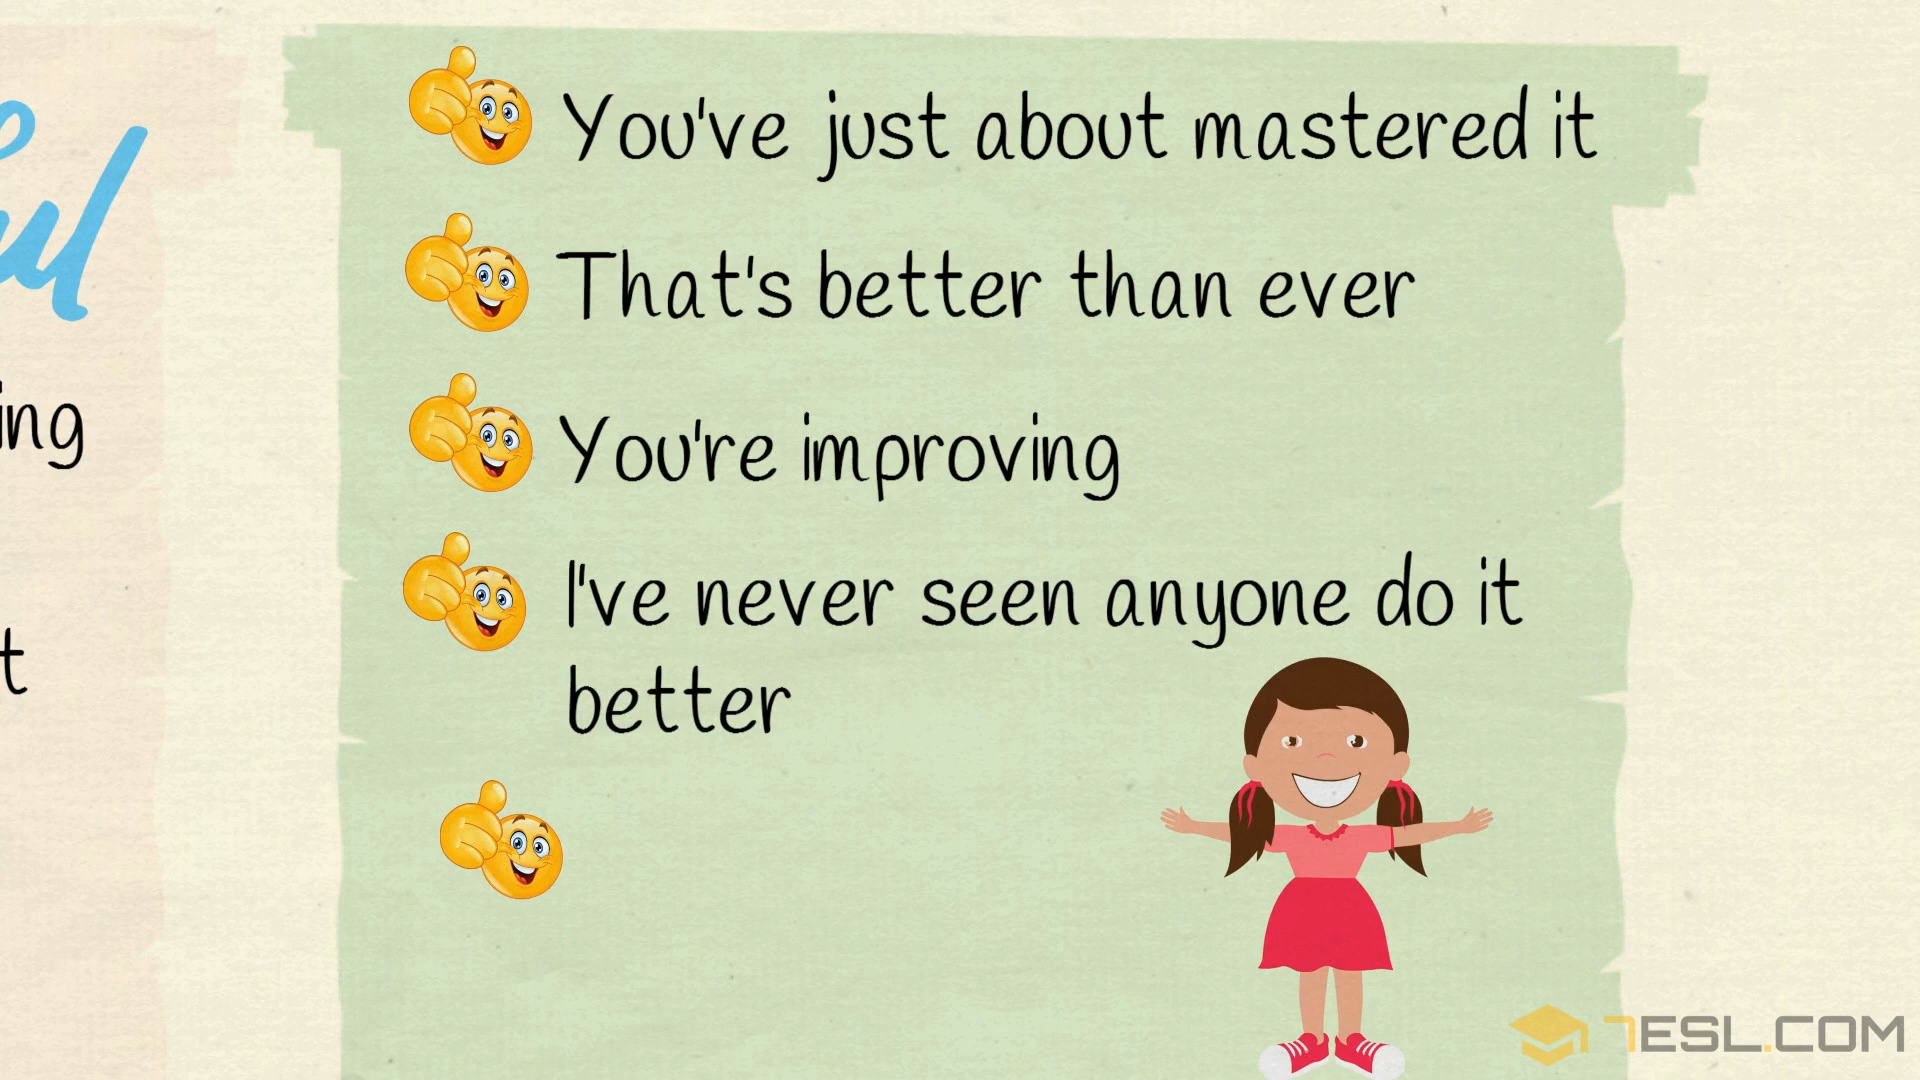 You've just about mastered it
That's better than ever
ing
You're improving
I've never seen anyone do it
t
better
7ESL.COM